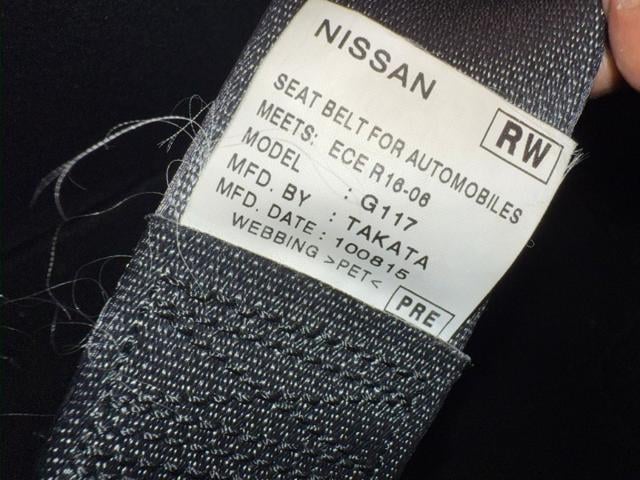 NISSAN
RW
SEAT BELT FOR AUTOMOBILES
MEETS: ECE R16-06
MODEL : G117
MFD. BY : TAKATA
MFD. DATE : 100815
WEBBING >PET<
PRE